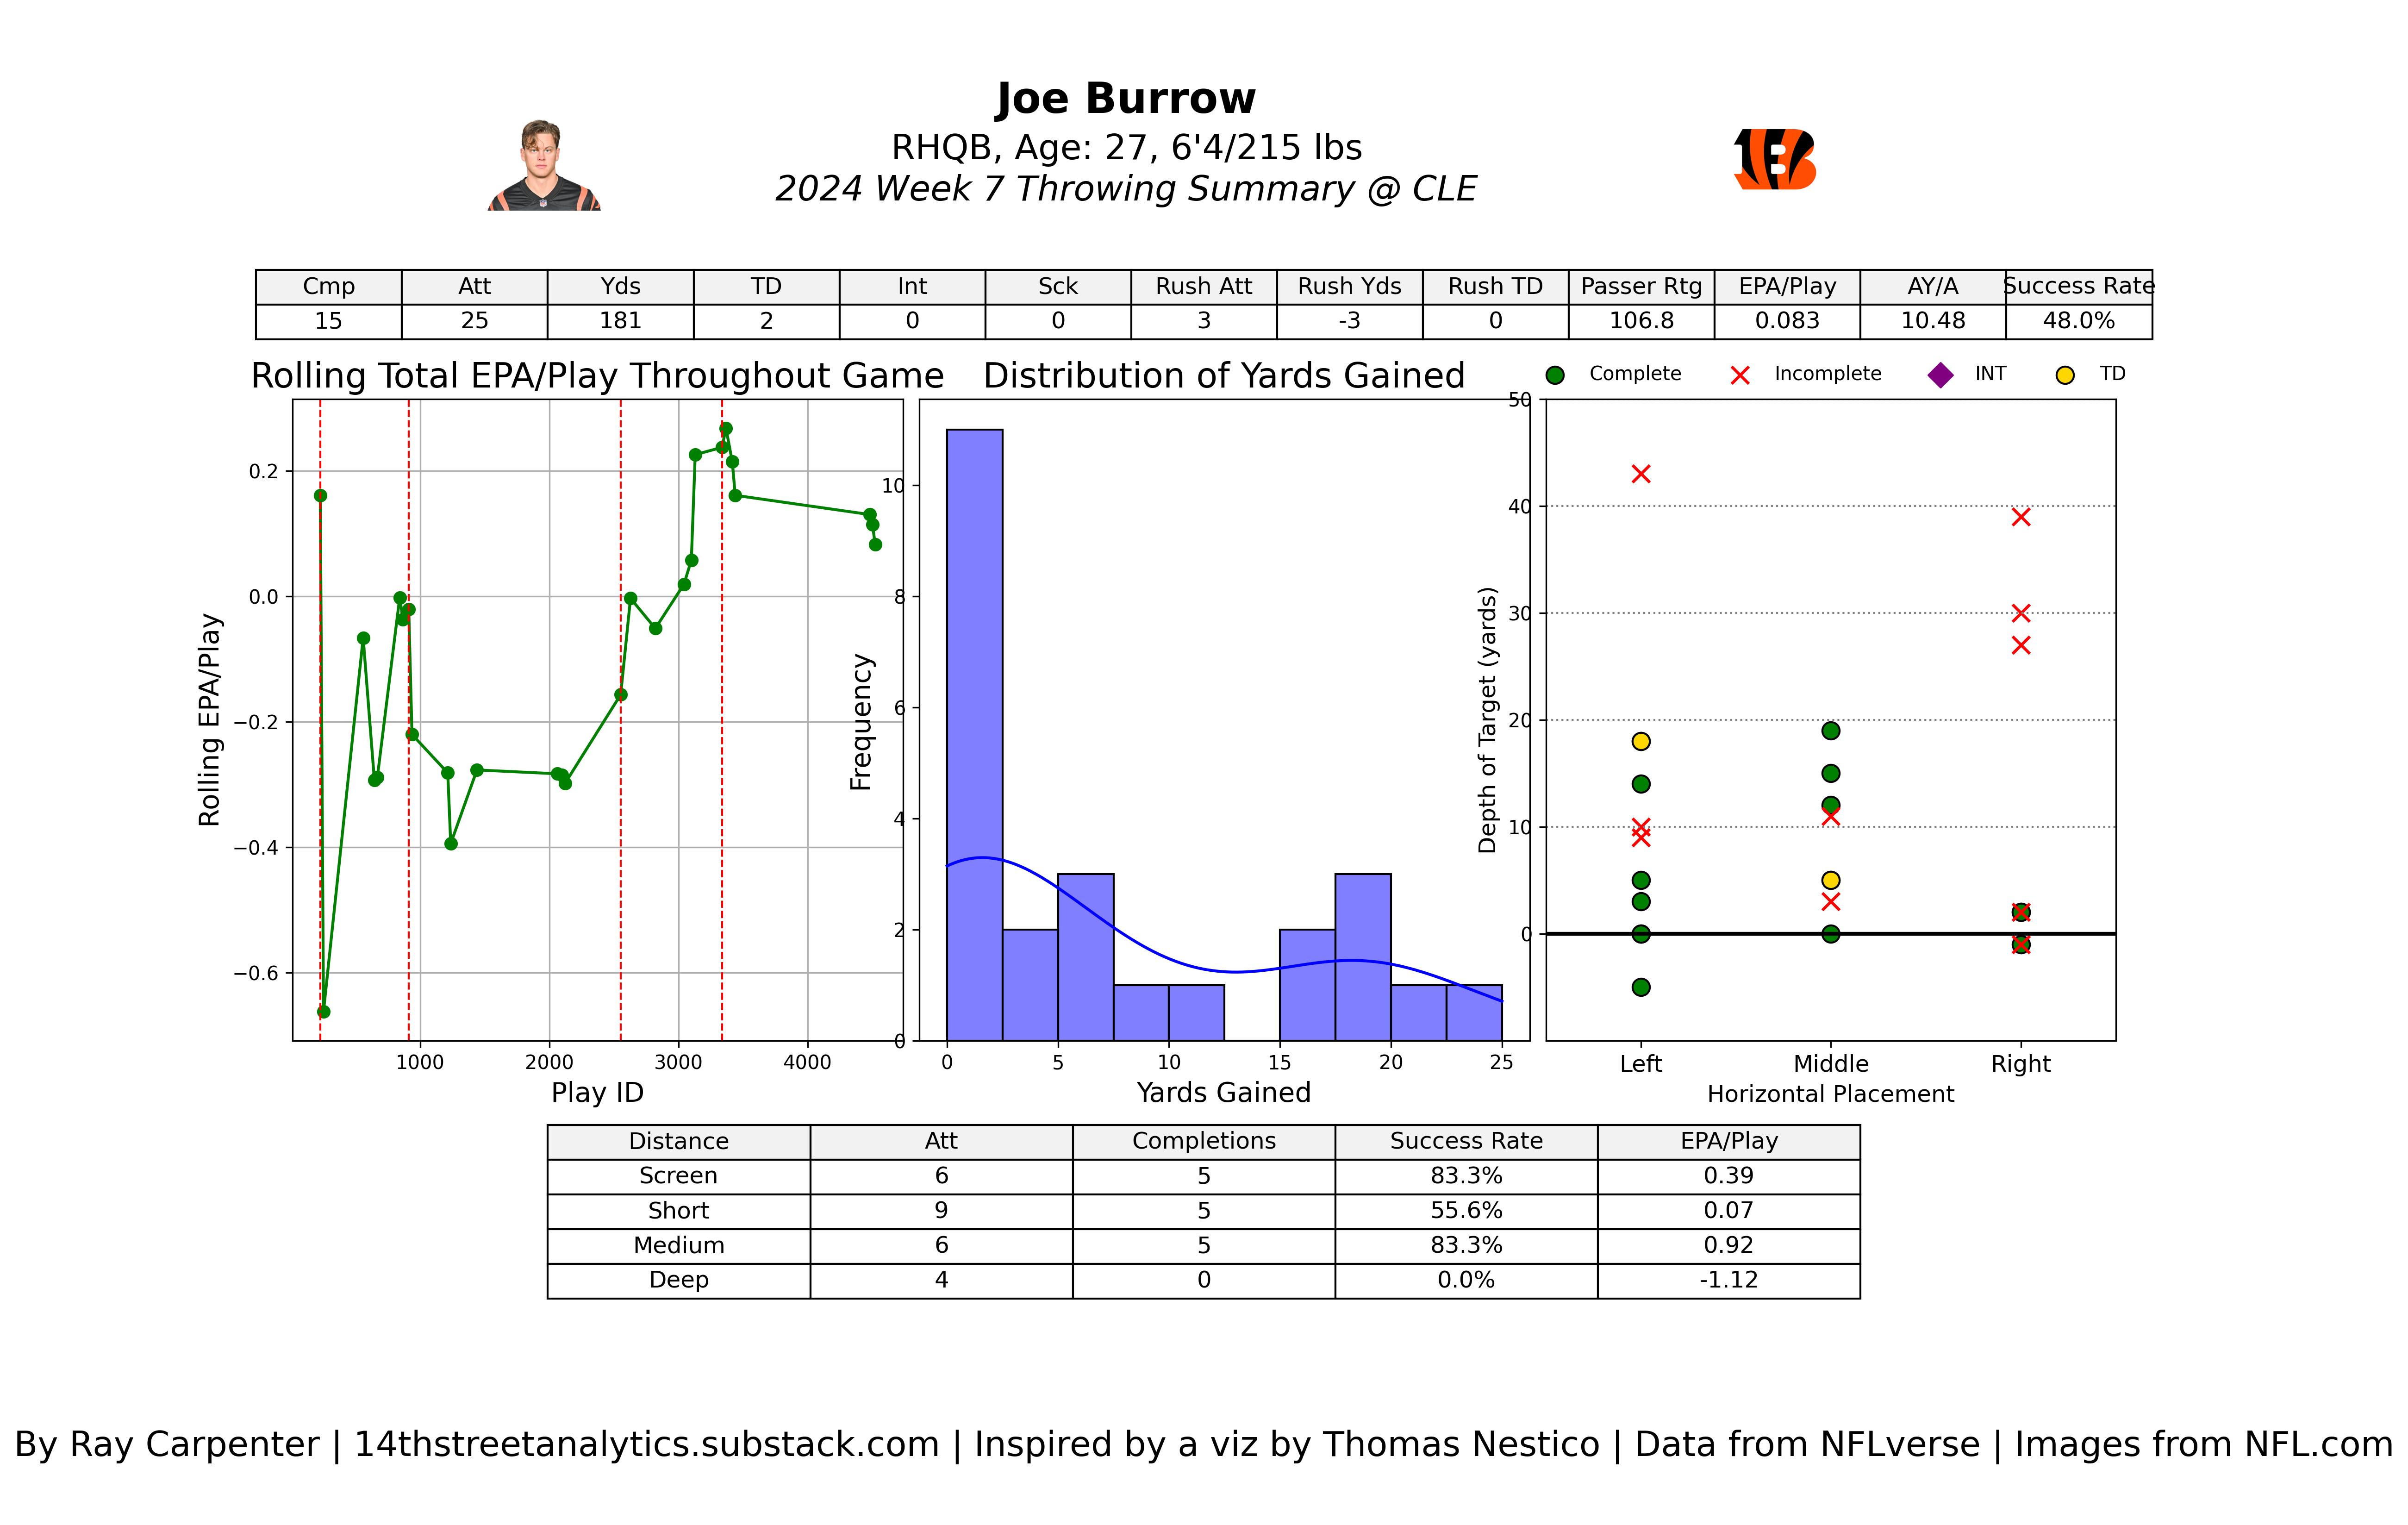 Joe Burrow
RHQB, Age: 27, 6'4/215 lbs
2024 Week 7 Throwing Summary @ CLE
Cmp Att Yds TD Int Sck Rush Att Rush Yds Rush TD Passer Rtg EPA/Play AY/A Success Rate
15 25 181 2 0 0 3 -3 0 106.8 0.083 10.48 48.0%
Rolling Total EPA/Play Throughout Game
Rolling EPA/Play
0.2
0.0
−0.2
−0.4
−0.6
1000 2000 3000 4000
Play ID
Distribution of Yards Gained
Frequency
10
8
6
4
2
0
0 5 10 15 20 25
Yards Gained
Complete Incomplete INT TD
Depth of Target (yards)
50
40
30
20
10
0
Left Middle Right
Horizontal Placement
Distance Att Completions Success Rate EPA/Play
Screen 6 5 83.3% 0.39
Short 9 5 55.6% 0.07
Medium 6 5 83.3% 0.92
Deep 4 0 0.0% -1.12
By Ray Carpenter | 14thstreetanalytics.substack.com | Inspired by a viz by Thomas Nestico | Data from NFLverse | Images from NFL.com